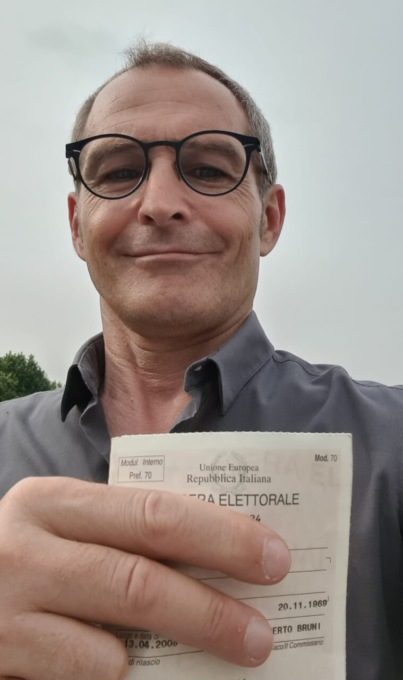 Modul. Interno
Pref. 70
Unione Europea
Repubblica Italiana
Mod. 70
ERA ELETTORALE
20.11.1969
ERTO BRUNI
13.04.2006
di rilascio